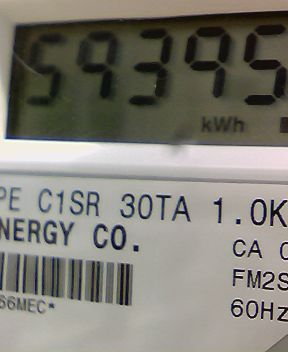 59395
kWh
PE C1SR 30TA 1.0K
NERGY CO.
CA
FM2S
66MEC*
60Hz